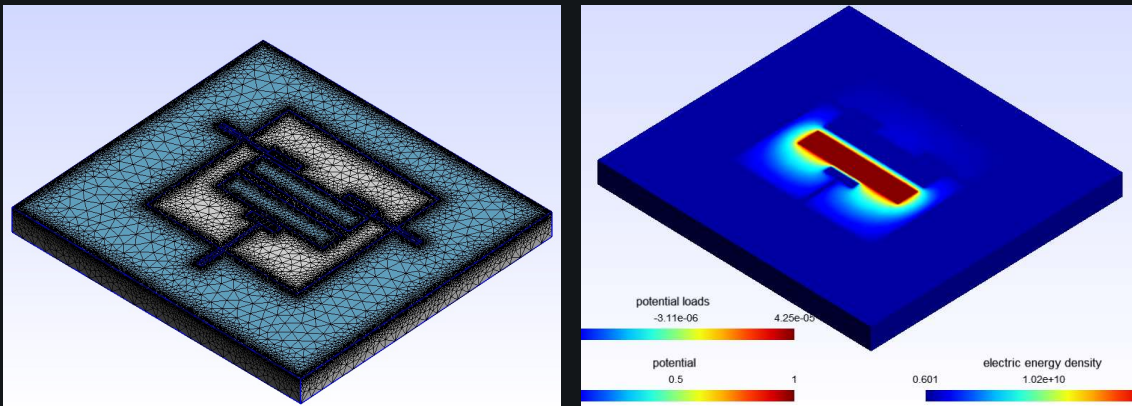 potential loads
-3.11e-06 4.25e-05
potential electric energy density
0.5 1 0.601 1.02e+10